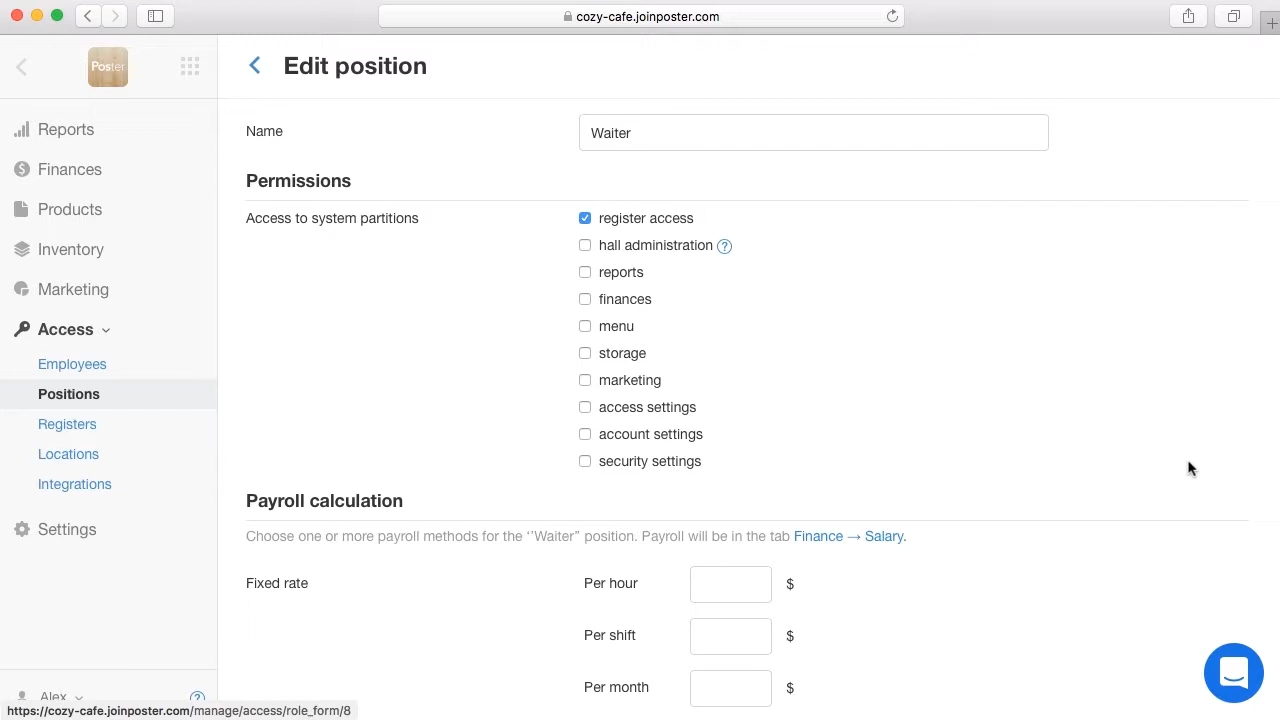 cozy-cafe.joinposter.com
Poster
Edit position
Reports
Finances
Products
Inventory
Marketing
Access
Employees
Positions
Registers
Locations
Integrations
Settings
Alex
?
Name
Waiter
Permissions
Access to system partitions
register access
hall administration ?
reports
finances
menu
storage
marketing
access settings
account settings
security settings
Payroll calculation
Choose one or more payroll methods for the ‘'Waiter” position. Payroll will be in the tab Finance → Salary.
Fixed rate
Per hour $
Per shift $
Per month $
https://cozy-cafe.joinposter.com/manage/access/role_form/8